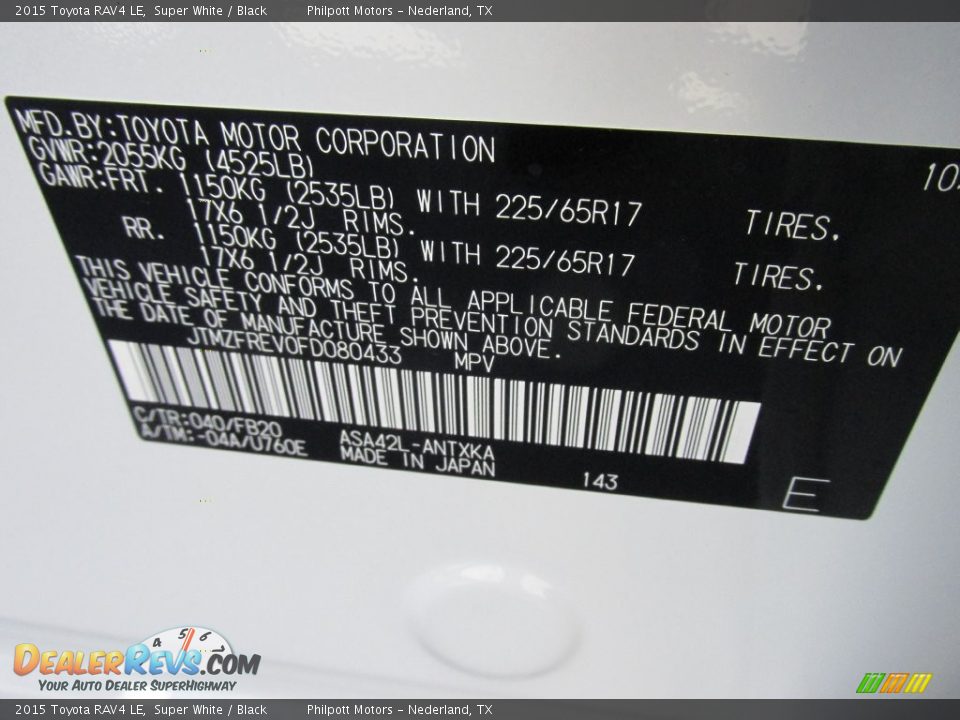 2015 Toyota RAV4 LE, Super White / Black Philpott Motors – Nederland, TX
MFD.BY:TOYOTA MOTOR CORPORATION
GVWR:2055KG (4525LB)
GAWR:FRT. 1150KG (2535LB) WITH 225/65R17 TIRES.
17X6 1/2J RIMS.
RR. 1150KG (2535LB) WITH 225/65R17 TIRES.
17X6 1/2J RIMS.
THIS VEHICLE CONFORMS TO ALL APPLICABLE FEDERAL MOTOR
VEHICLE SAFETY AND THEFT PREVENTION STANDARDS IN EFFECT ON
THE DATE OF MANUFACTURE SHOWN ABOVE.
JTMZFREV0FD080433 MPV
C/TR:040/FB20
A/TM:-04A/U760E
ASA42L-ANTXKA
MADE IN JAPAN
143
E
4 5 6
DEALERREVS.COM
YOUR AUTO DEALER SUPERHIGHWAY
2015 Toyota RAV4 LE, Super White / Black Philpott Motors – Nederland, TX